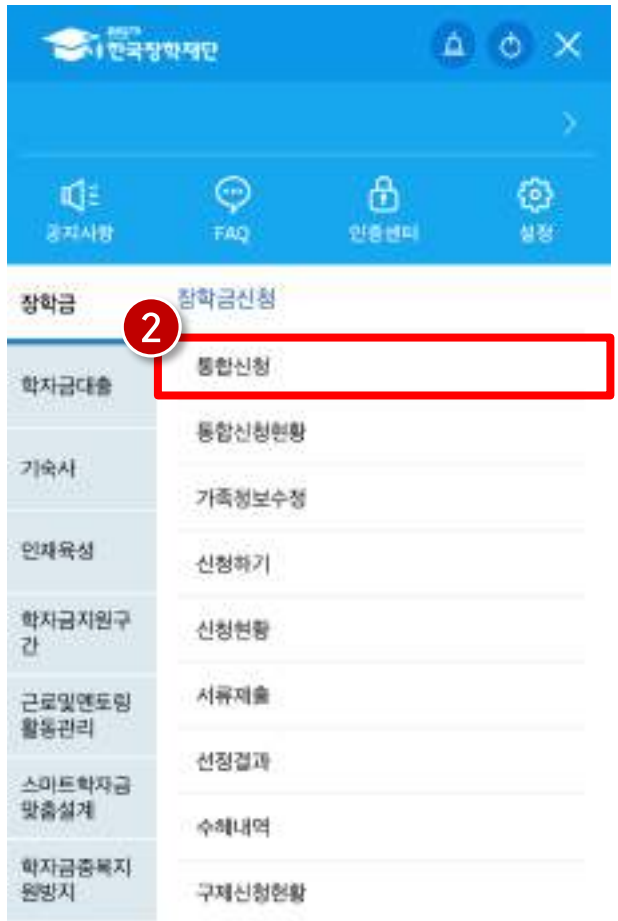 한국장학재단
공지사항
FAQ
인증센터
설정
장학금
학자금대출
기숙사
인재육성
학자금지원구
간
근로및멘토링
활동관리
스마트학자금
맞춤설계
학자금중복지
원방지
장학금신청
2
통합신청
통합신청현황
가족정보수정
신청하기
신청현황
서류제출
선정결과
수혜내역
구제신청현황